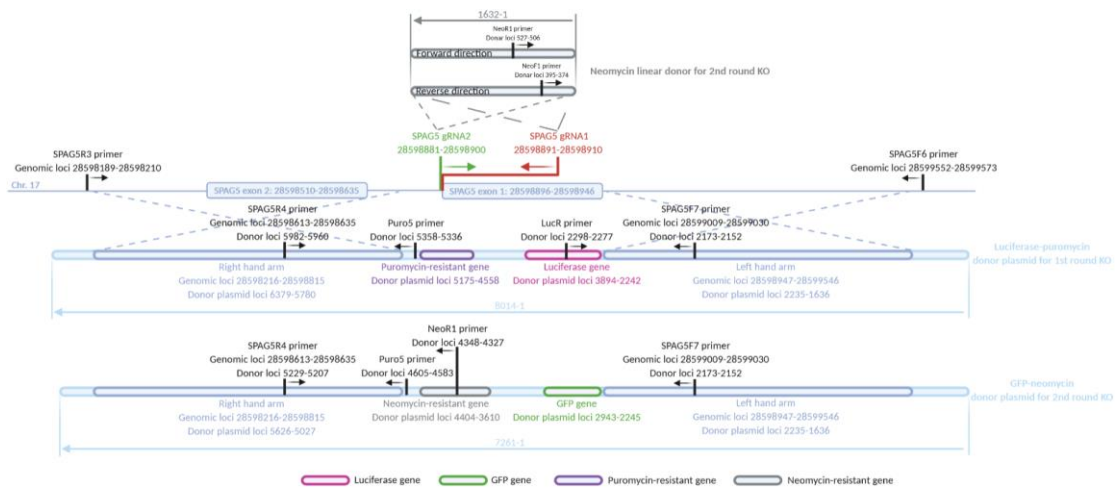 1632-1
NeoR1 primer
Donar loci 527-506
Forward direction
NeoF1 primer
Donar loci 395-374
Reverse direction
Neomycin linear donor for 2nd round KO
SPAG5 gRNA2
28598881-28598900
SPAG5 gRNA1
28598891-28598910
SPAG5R3 primer
Genomic loci 28598189-28598210
SPAG5F6 primer
Genomic loci 28599552-28599573
Chr. 17
SPAG5 exon 2: 28598510-28598635
SPAG5 exon 1: 28598896-28598946
SPAG5R4 primer
Genomic loci 28598613-28598635
Donor loci 5982-5960
Puro5 primer
Donor loci 5358-5336
LucR primer
Donor loci 2298-2277
SPAG5F7 primer
Genomic loci 28599009-28599030
Donor loci 2173-2152
Luciferase-puromycin
donor plasmid for 1st round KO
Right hand arm
Genomic loci 28598216-28598815
Donor plasmid loci 6379-5780
Puromycin-resistant gene
Donor plasmid loci 5175-4558
Luciferase gene
Donor plasmid loci 3894-2242
Left hand arm
Genomic loci 28598947-28599546
Donor plasmid loci 2235-1636
8014-1
SPAG5R4 primer
Genomic loci 28598613-28598635
Donor loci 5229-5207
Puro5 primer
Donor loci 4605-4583
NeoR1 primer
Donor loci 4348-4327
SPAG5F7 primer
Genomic loci 28599009-28599030
Donor loci 2173-2152
GFP-neomycin
donor plasmid for 2nd round KO
Right hand arm
Genomic loci 28598216-28598815
Donor plasmid loci 5626-5027
Neomycin-resistant gene
Donor plasmid loci 4404-3610
GFP gene
Donor plasmid loci 2943-2245
Left hand arm
Genomic loci 28598947-28599546
Donor plasmid loci 2235-1636
7261-1
Luciferase gene
GFP gene
Puromycin-resistant gene
Neomycin-resistant gene